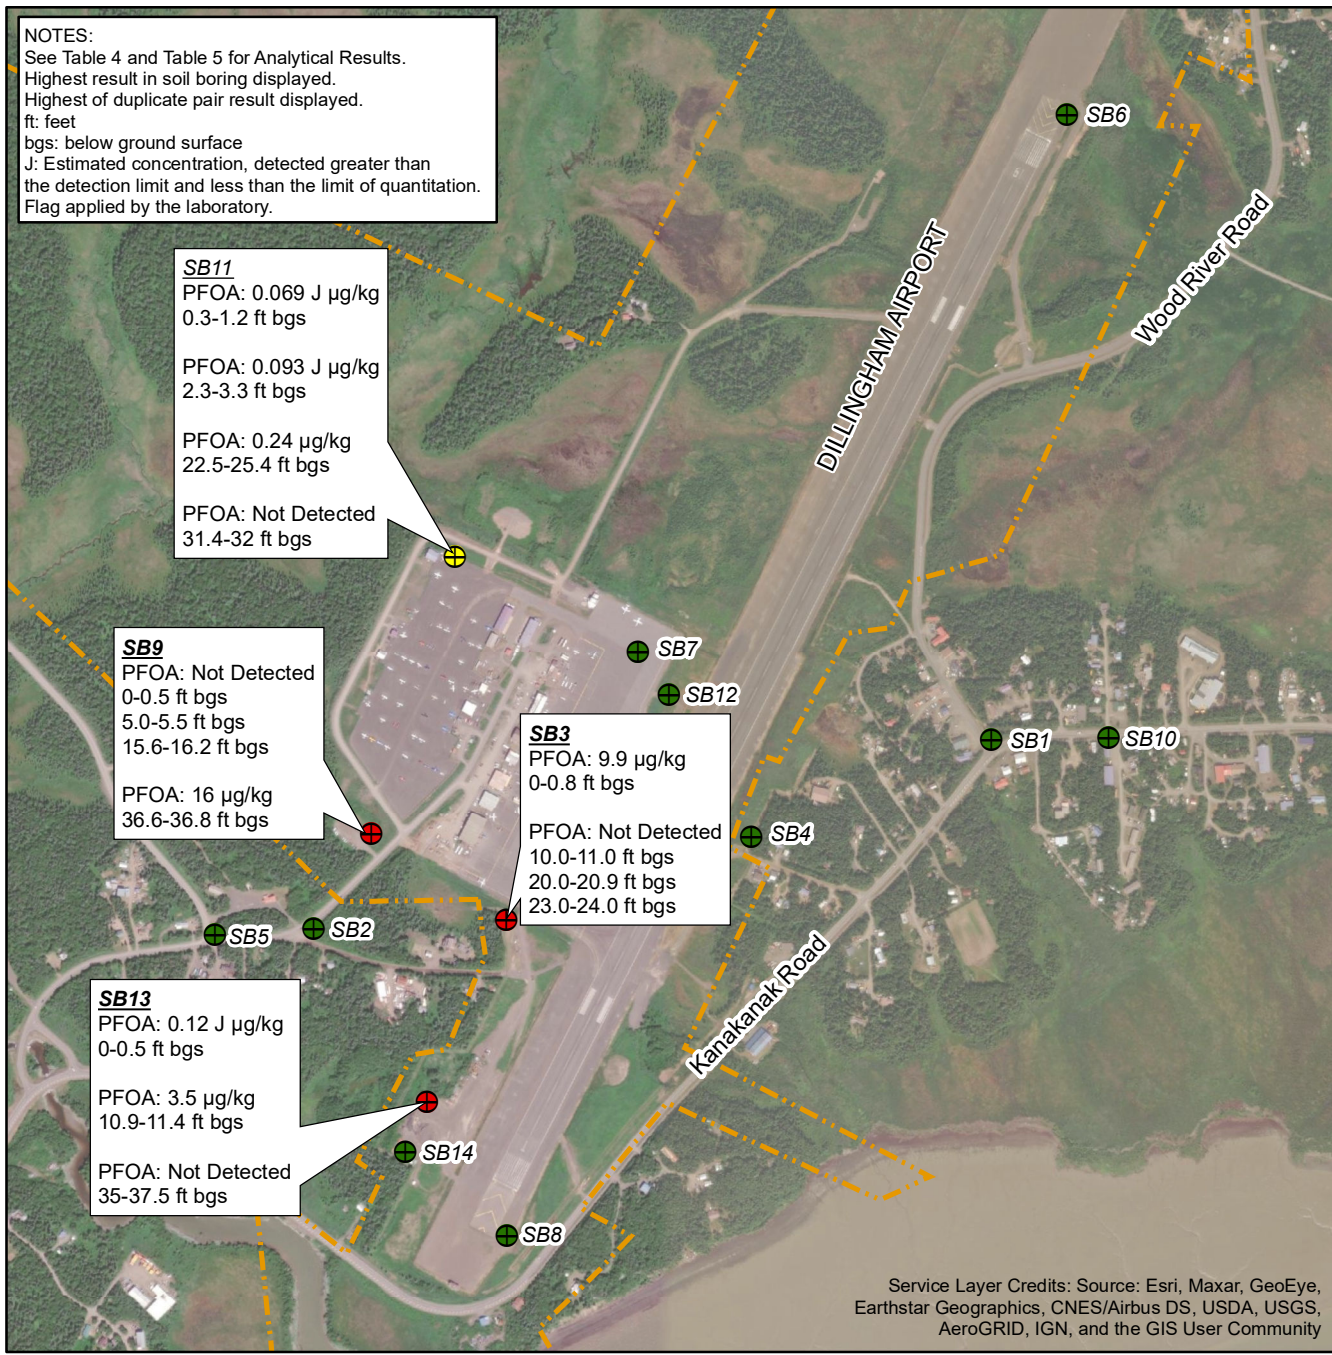 NOTES:
See Table 4 and Table 5 for Analytical Results.
Highest result in soil boring displayed.
Highest of duplicate pair result displayed.
ft: feet
bgs: below ground surface
J: Estimated concentration, detected greater than
the detection limit and less than the limit of quantitation.
Flag applied by the laboratory.
SB6
Wood River Road
DILLINGHAM AIRPORT
SB11
PFOA: 0.069 J µg/kg
0.3-1.2 ft bgs
PFOA: 0.093 J µg/kg
2.3-3.3 ft bgs
PFOA: 0.24 µg/kg
22.5-25.4 ft bgs
PFOA: Not Detected
31.4-32 ft bgs
SB9
PFOA: Not Detected
0-0.5 ft bgs
5.0-5.5 ft bgs
15.6-16.2 ft bgs
PFOA: 16 µg/kg
36.6-36.8 ft bgs
SB7
SB12
SB3
PFOA: 9.9 µg/kg
0-0.8 ft bgs
PFOA: Not Detected
10.0-11.0 ft bgs
20.0-20.9 ft bgs
23.0-24.0 ft bgs
SB1
SB10
SB4
SB5
SB2
Kanakanak Road
SB13
PFOA: 0.12 J µg/kg
0-0.5 ft bgs
PFOA: 3.5 µg/kg
10.9-11.4 ft bgs
PFOA: Not Detected
35-37.5 ft bgs
SB14
SB8
Service Layer Credits: Source: Esri, Maxar, GeoEye,
Earthstar Geographics, CNES/Airbus DS, USDA, USGS,
AeroGRID, IGN, and the GIS User Community